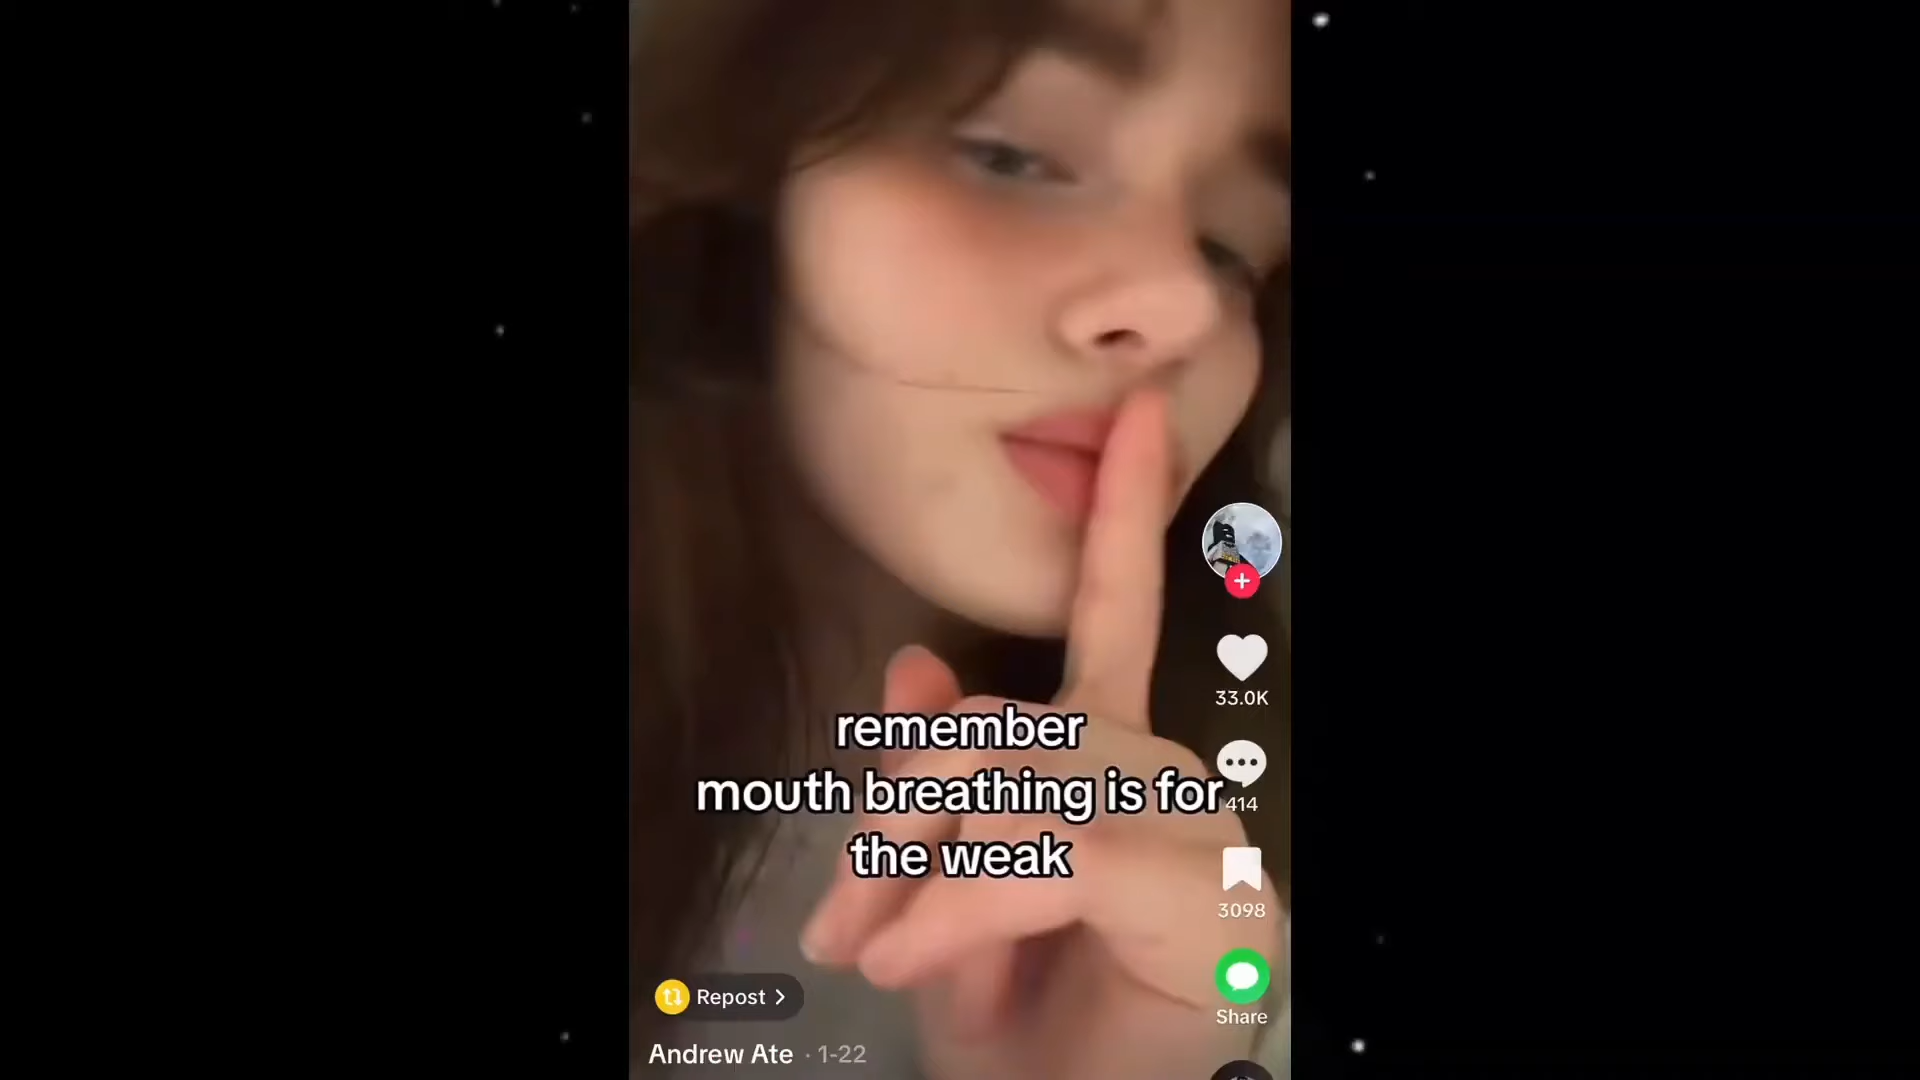 remember
mouth breathing is for
the weak
33.0K
414
3098
Share
Repost
Andrew Ate · 1-22